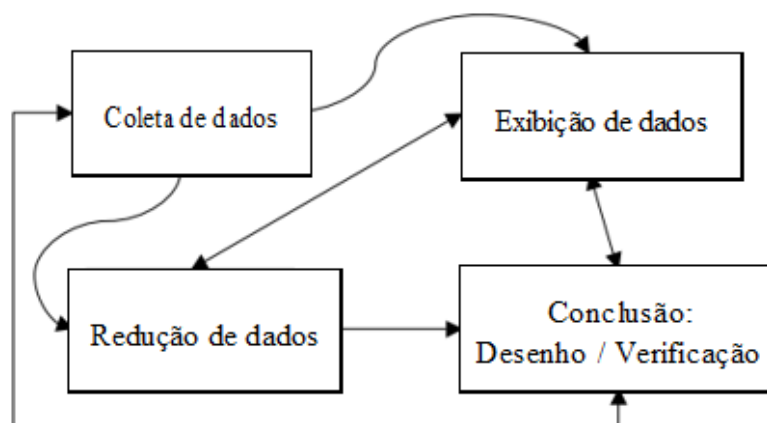 Coleta de dados
Exibição de dados
Redução de dados
Conclusão:
Desenho / Verificação